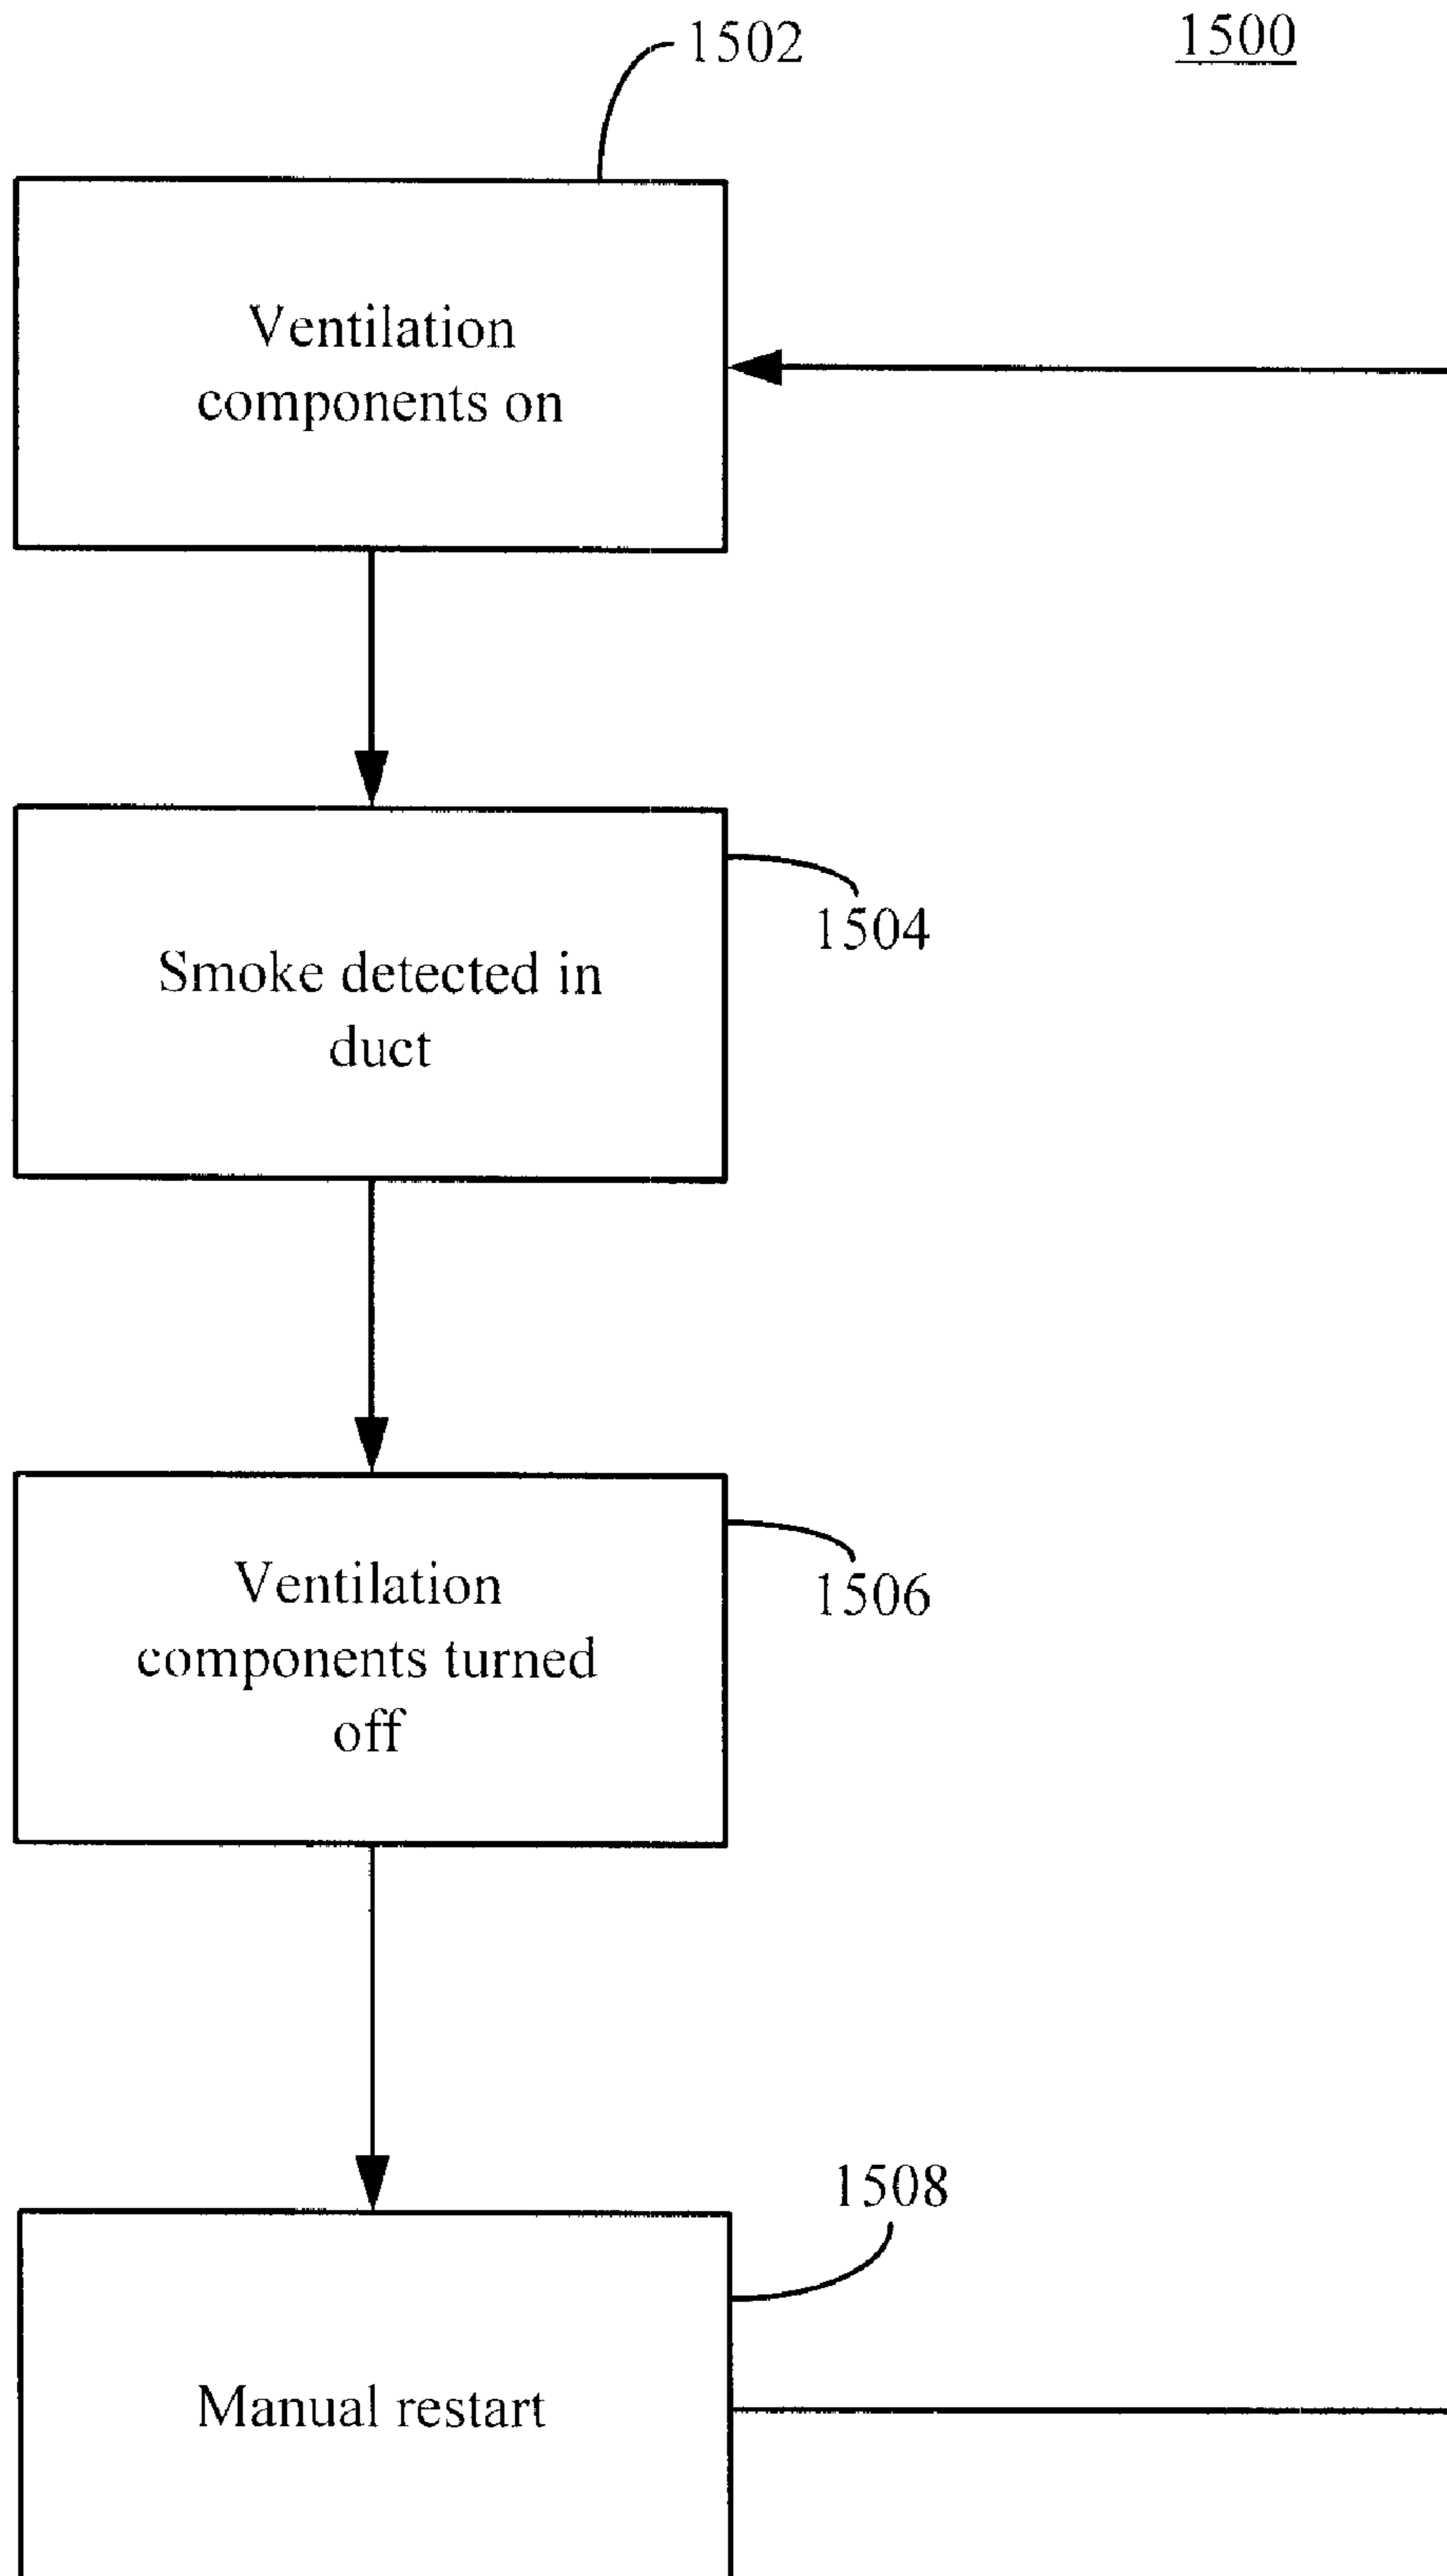 1502
1500
Ventilation
components on
1504
Smoke detected in
duct
Ventilation
components turned
off
1506
1508
Manual restart